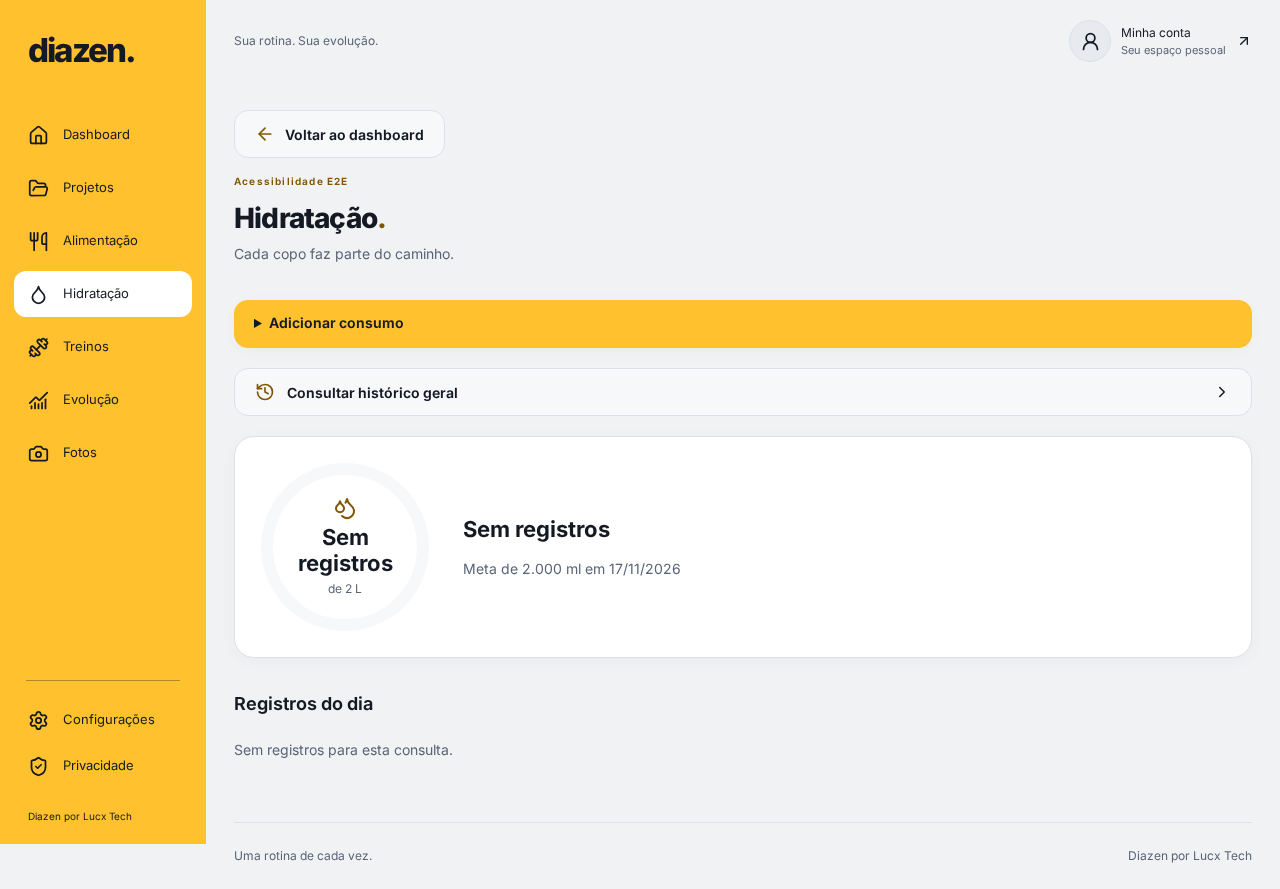 diazen.
Dashboard
Projetos
Alimentação
Hidratação
Treinos
Evolução
Fotos
Configurações
Privacidade
Diazen por Lucx Tech
Sua rotina. Sua evolução.
Minha conta
Seu espaço pessoal
Voltar ao dashboard
Acessibilidade E2E
Hidratação.
Cada copo faz parte do caminho.
Adicionar consumo
Consultar histórico geral
Sem
registros
de 2 L
Sem registros
Meta de 2.000 ml em 17/11/2026
Registros do dia
Sem registros para esta consulta.
Uma rotina de cada vez.
Diazen por Lucx Tech